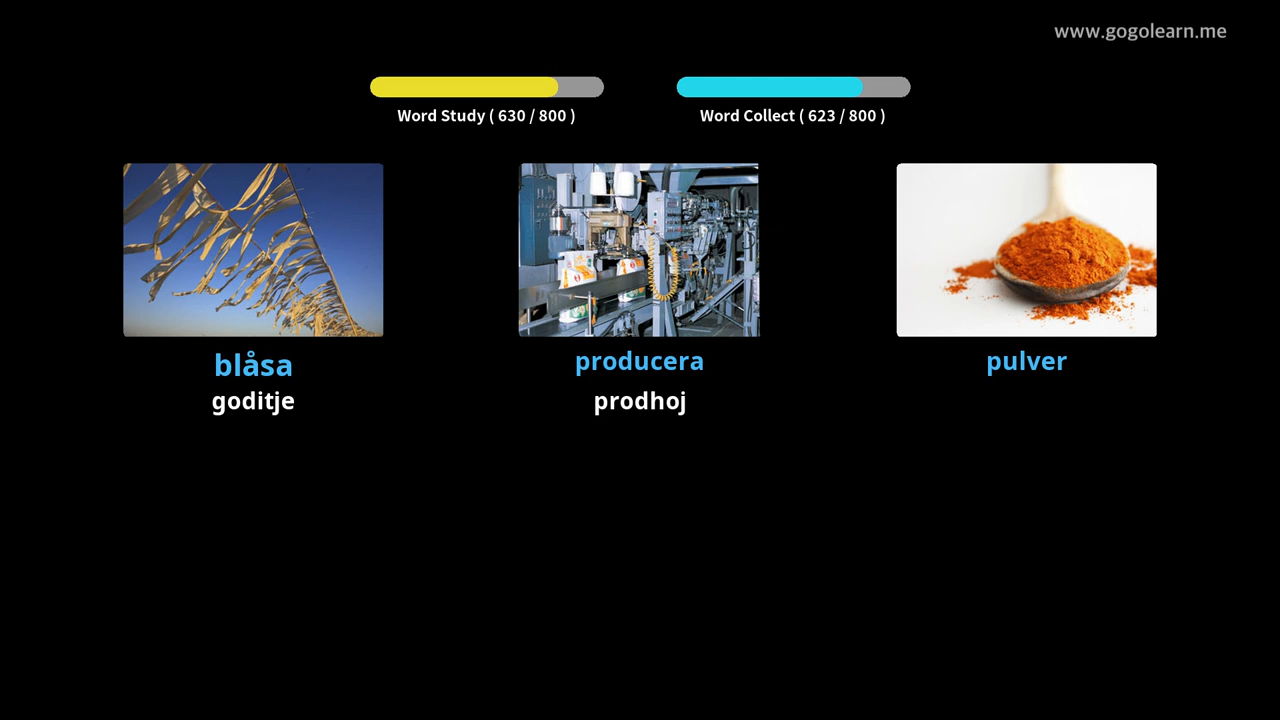 www.gogolearn.me
Word Study ( 630 / 800 )
Word Collect ( 623 / 800 )
blåsa
producera
pulver
goditje
prodhoj